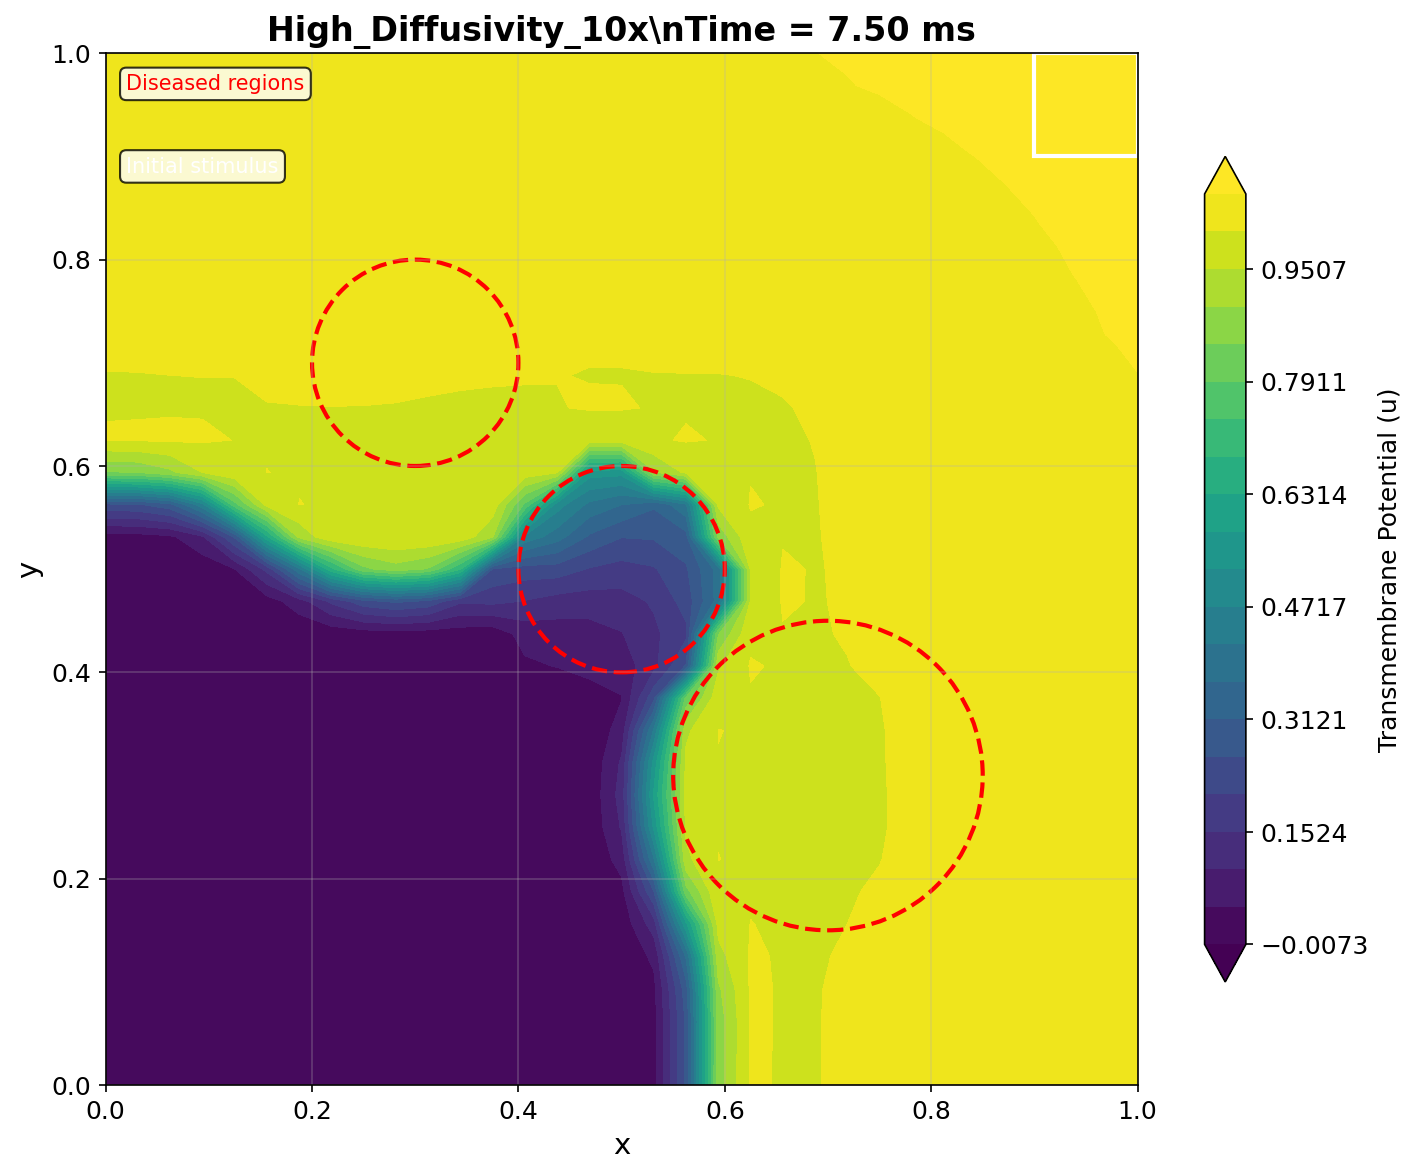 High_Diffusivity_10x\nTime = 7.50 ms
1.0
0.8
0.6
0.4
0.2
0.0
y
Diseased regions
Initial stimulus
0.0 0.2 0.4 0.6 0.8 1.0
x
0.9507
0.7911
0.6314
0.4717
0.3121
0.1524
−0.0073
Transmembrane Potential (u)